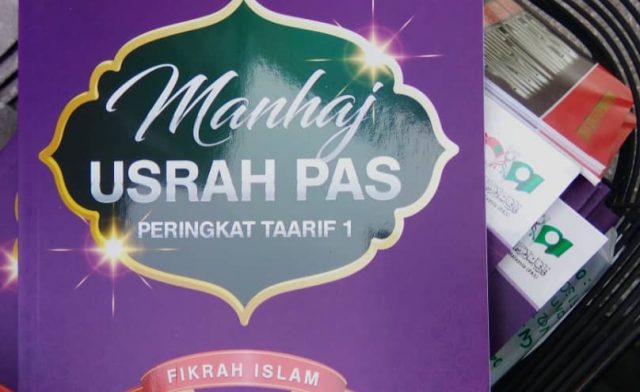 Manhaj
USRAH PAS
PERINGKAT TAARIF 1
FIKRAH ISLAM